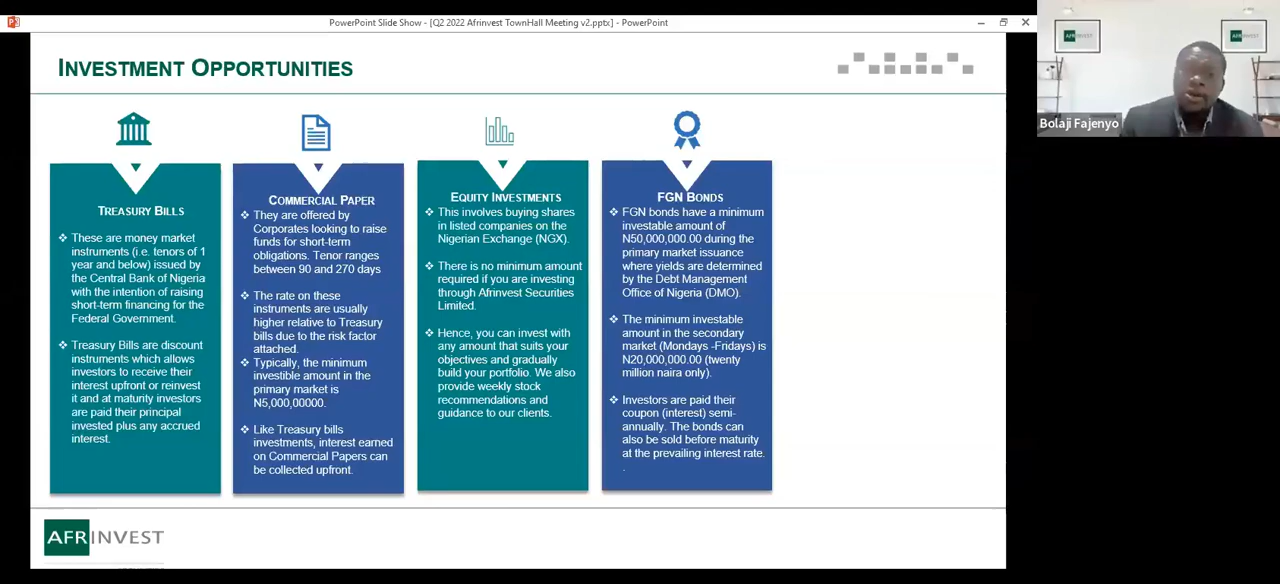 PowerPoint Slide Show - [Q2 2022 Afrinvest TownHall Meeting v2.pptx] - PowerPoint
INVESTMENT OPPORTUNITIES
TREASURY BILLS
❖ These are money market
instruments (i.e. tenors of 1
year and below) issued by
the Central Bank of Nigeria
with the intention of raising
short-term financing for the
Federal Government.
❖ Treasury Bills are discount
instruments which allows
investors to receive their
interest upfront or reinvest
it and at maturity investors
are paid their principal
invested plus any accrued
interest.
COMMERCIAL PAPER
❖ They are offered by
Corporates looking to raise
funds for short-term
obligations. Tenor ranges
between 90 and 270 days
❖ The rate on these
instruments are usually
higher relative to Treasury
bills due to the risk factor
attached.
❖ Typically, the minimum
investible amount in the
primary market is
N5,000,00000.
❖ Like Treasury bills
investments, interest earned
on Commercial Papers can
be collected upfront.
EQUITY INVESTMENTS
❖ This involves buying shares
in listed companies on the
Nigerian Exchange (NGX).
❖ There is no minimum amount
required if you are investing
through Afrinvest Securities
Limited.
❖ Hence, you can invest with
any amount that suits your
objectives and gradually
build your portfolio. We also
provide weekly stock
recommendations and
guidance to our clients.
FGN BONDS
❖ FGN bonds have a minimum
investable amount of
N50,000,000.00 during the
primary market issuance
where yields are determined
by the Debt Management
Office of Nigeria (DMO).
❖ The minimum investable
amount in the secondary
market (Mondays -Fridays) is
N20,000,000.00 (twenty
million naira only).
❖ Investors are paid their
coupon (interest) semi-
annually. The bonds can
also be sold before maturity
at the prevailing interest rate.
.
AFRINVEST
AFRINVEST
AFRINVEST
Bolaji Fajenyo